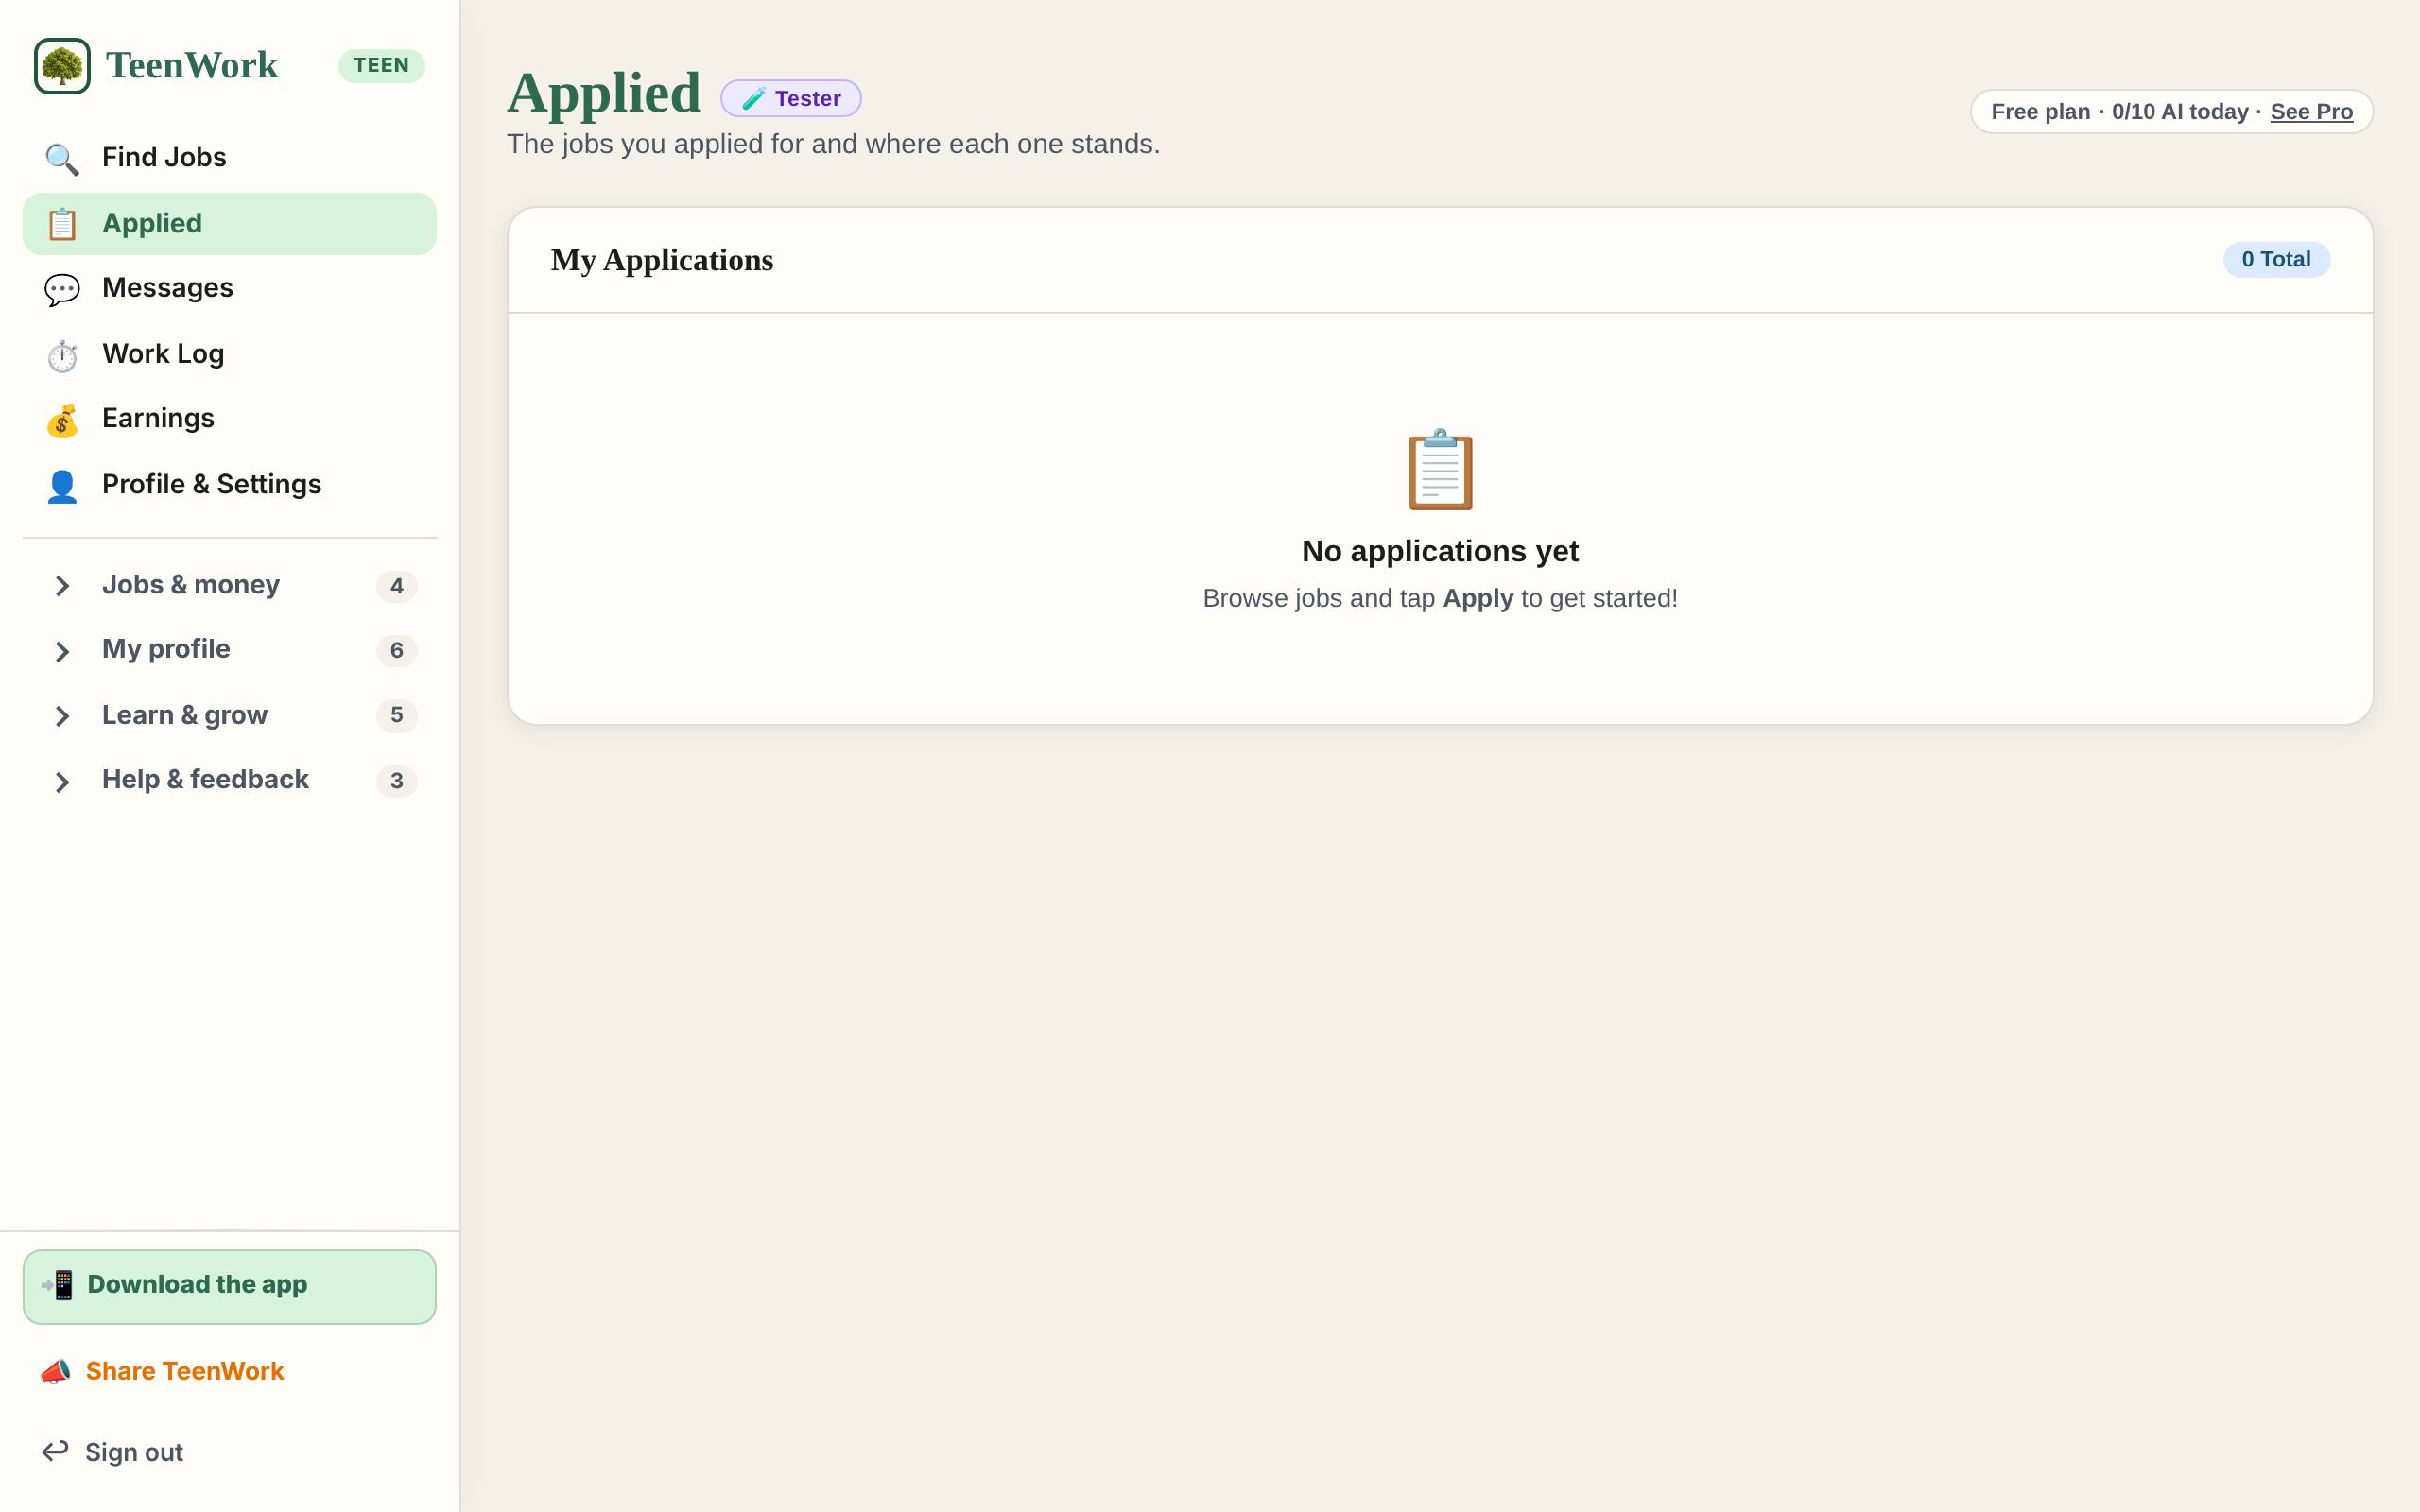 TeenWork
TEEN
Find Jobs
Applied
Messages
Work Log
Earnings
Profile & Settings
Jobs & money 4
My profile 6
Learn & grow 5
Help & feedback 3
Download the app
Share TeenWork
Sign out
Applied
Tester
The jobs you applied for and where each one stands.
Free plan · 0/10 AI today · See Pro
My Applications
0 Total
No applications yet
Browse jobs and tap Apply to get started!